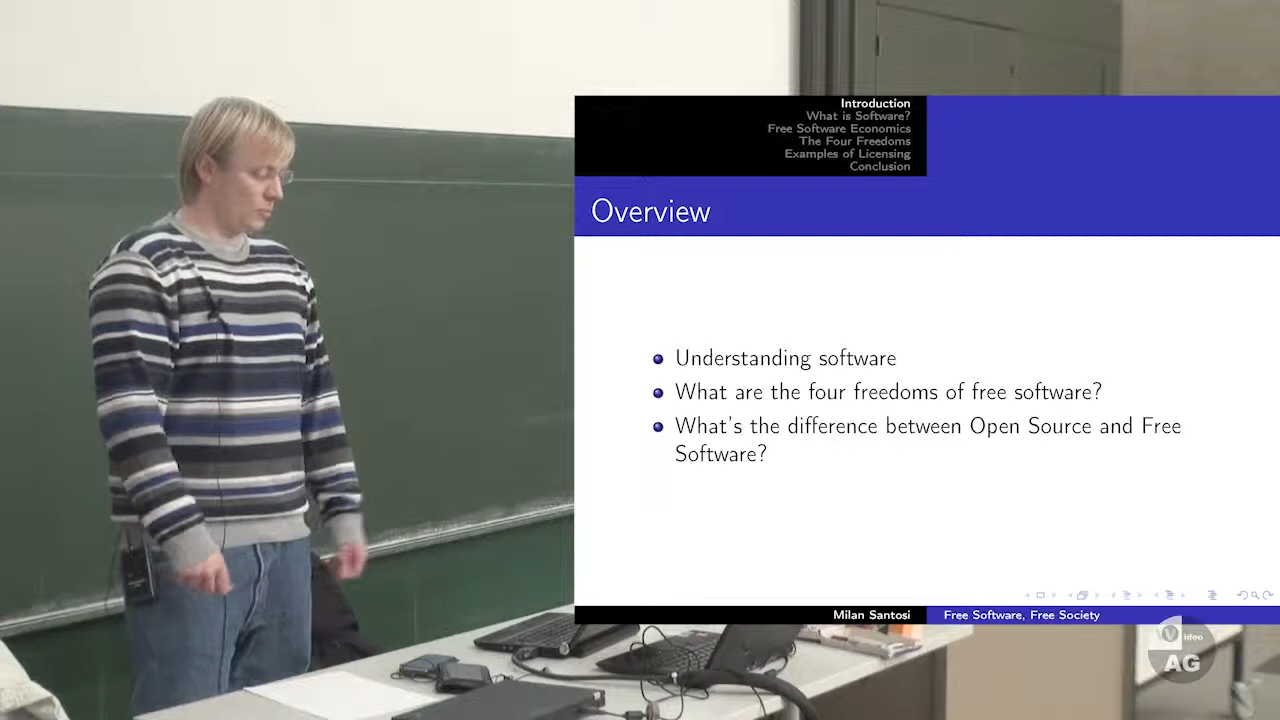 Introduction
What is Software?
Free Software Economics
The Four Freedoms
Examples of Licensing
Conclusion
Overview
Understanding software
What are the four freedoms of free software?
What's the difference between Open Source and Free
Software?
Milan Santosi
Free Software, Free Society
Video
AG